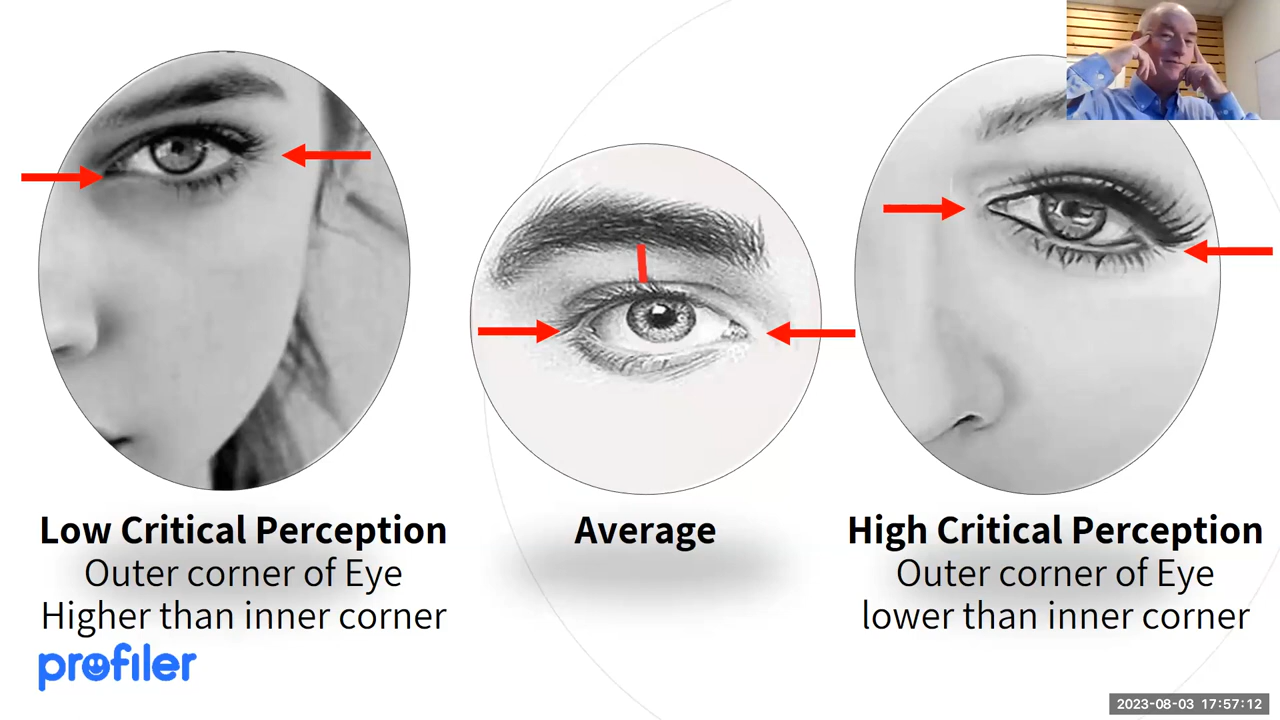 Low Critical Perception
Outer corner of Eye
Higher than inner corner
Average
High Critical Perception
Outer corner of Eye
lower than inner corner
profiler
2023-08-03 17:57:12